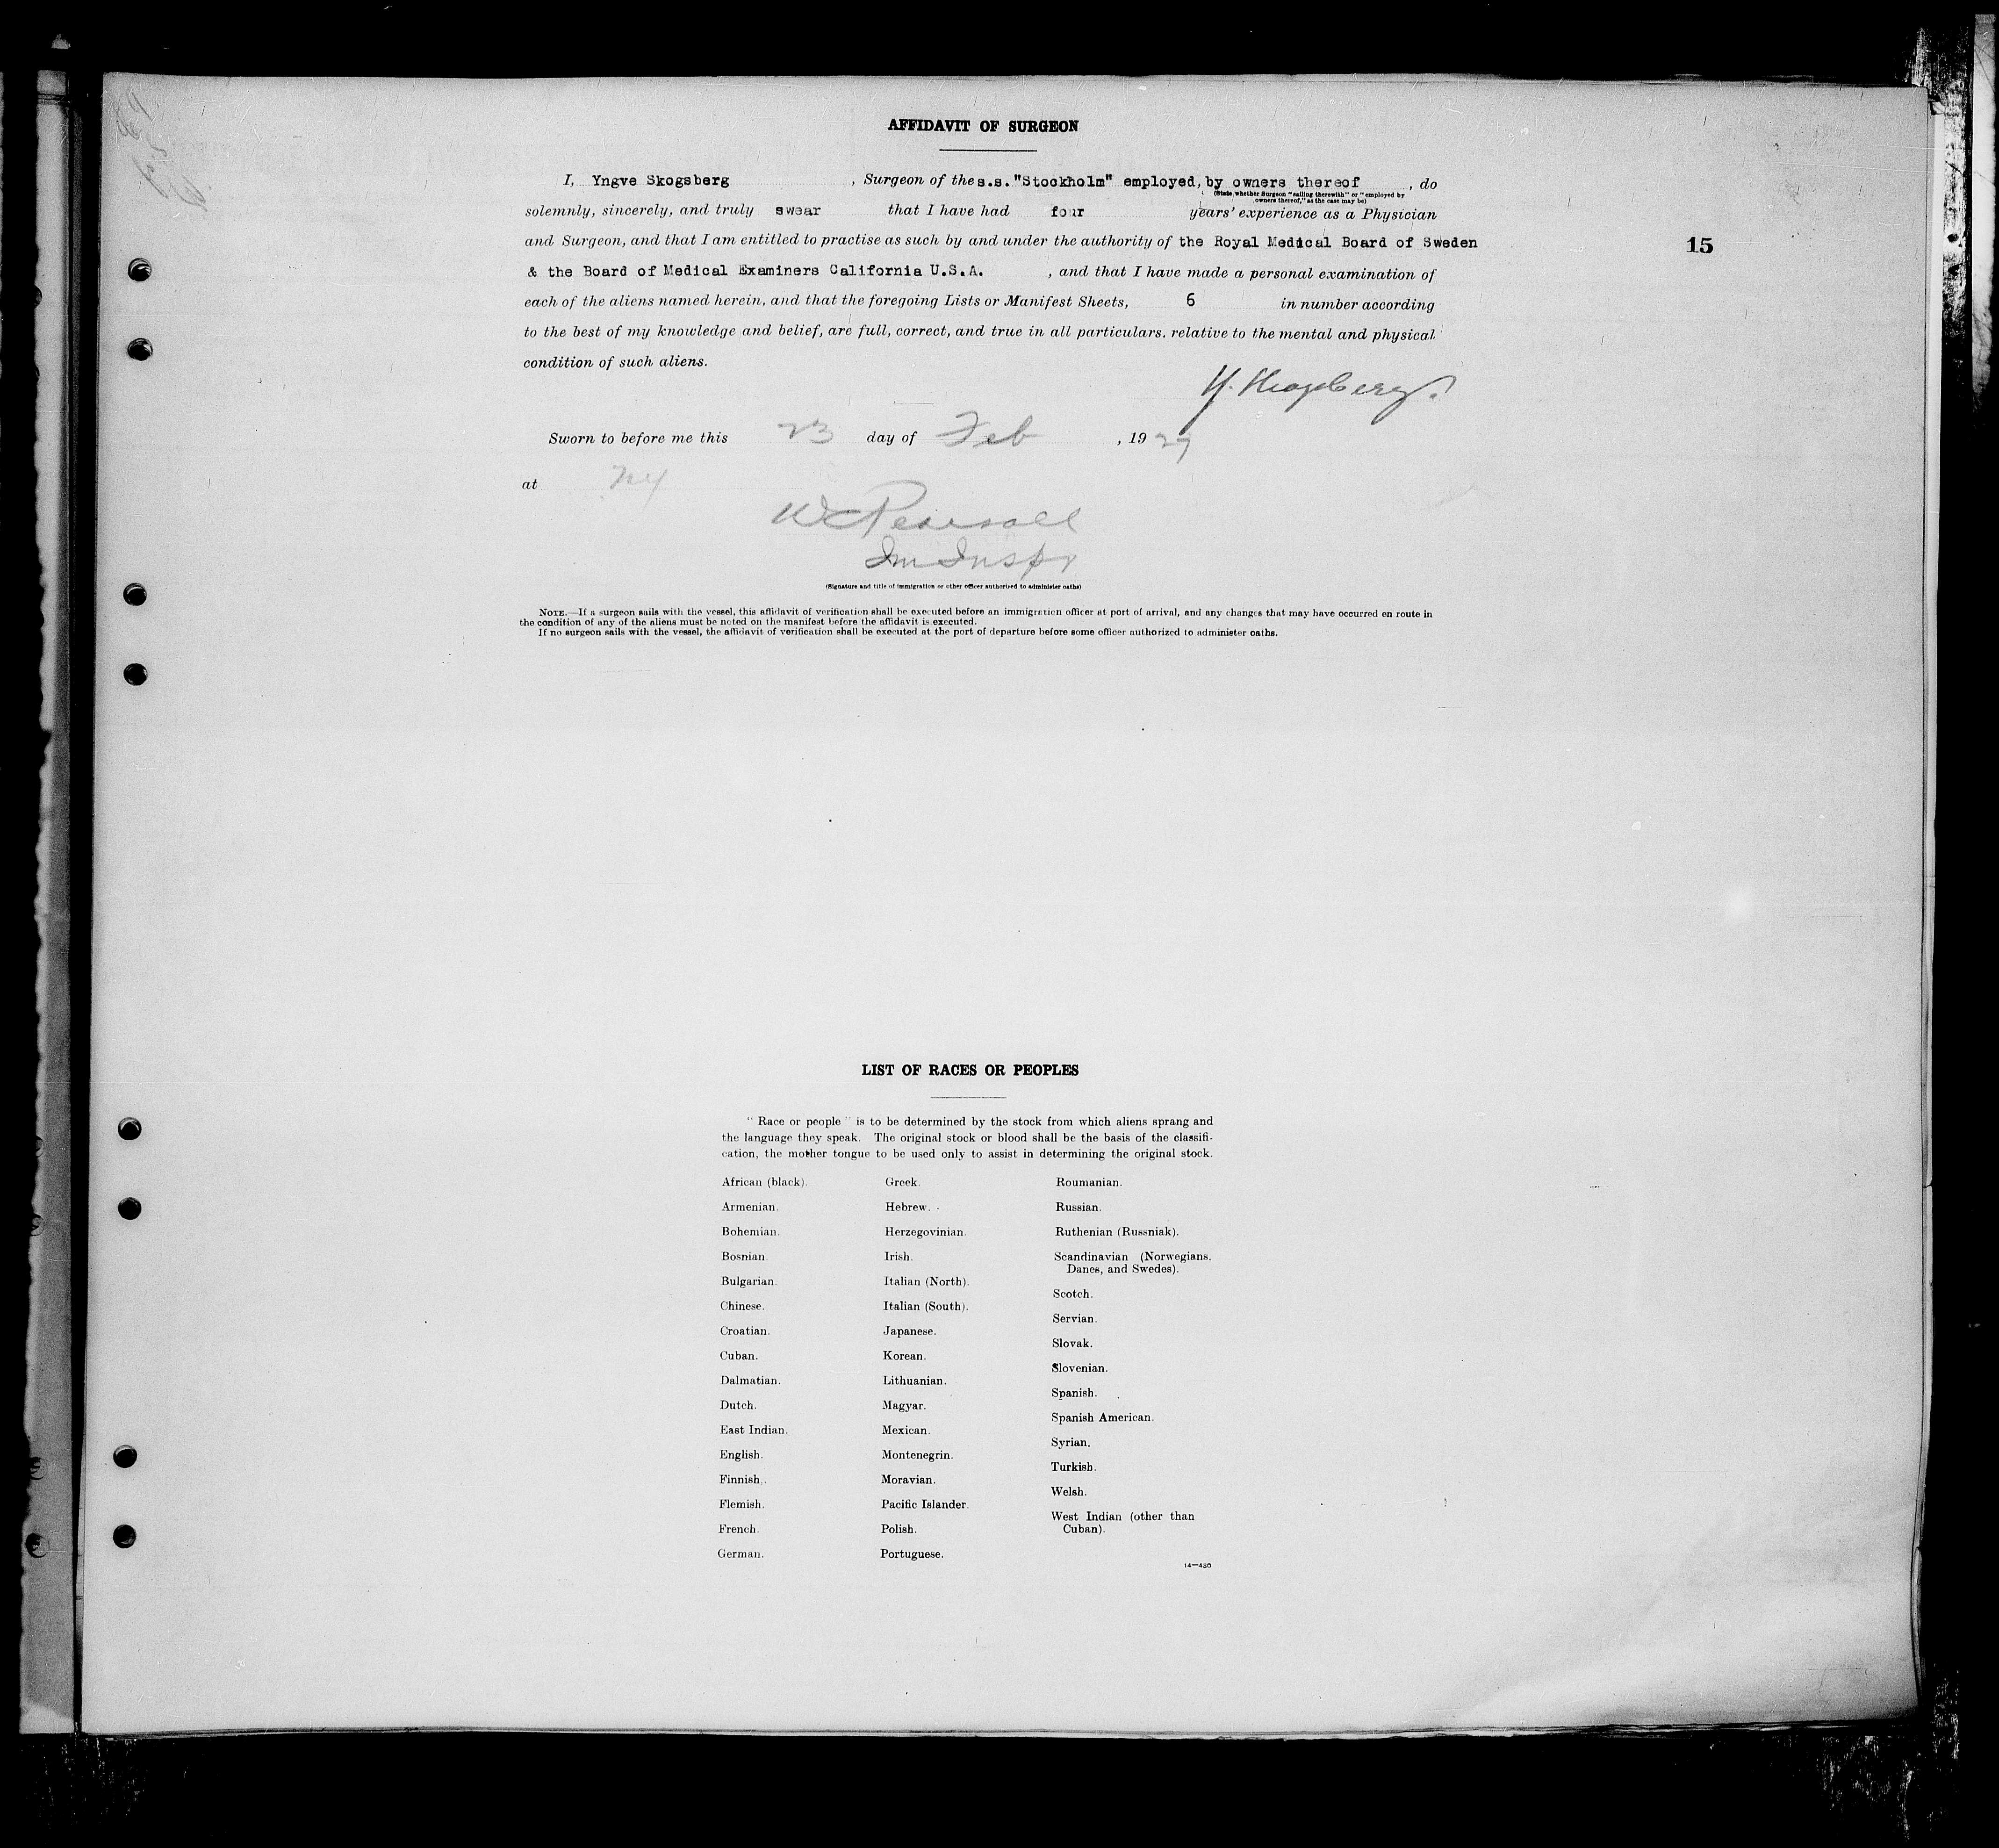 AFFIDAVIT OF SURGEON
I, Yngve Skogsberg , Surgeon of the s.s. "Stockholm" employed, by owners thereof , do
(State whether Surgeon "sailing therewith" or "employed by
owners thereof," as the case may be)
solemnly, sincerely, and truly swear that I have had four years' experience as a Physician
and Surgeon, and that I am entitled to practise as such by and under the authority of the Royal Medical Board of Sweden
15
& the Board of Medical Examiners California U.S.A. , and that I have made a personal examination of
each of the aliens named herein, and that the foregoing Lists or Manifest Sheets, 6 in number according
to the best of my knowledge and belief, are full, correct, and true in all particulars, relative to the mental and physical
condition of such aliens.
Y. Skogsberg.
Sworn to before me this 23 day of Feb , 19 29
at NY
W C Pearsall
Im Inspr
(Signature and title of immigration or other officer authorized to administer oaths)
NOTE.—If a surgeon sails with the vessel, this affidavit of verification shall be executed before an immigration officer at port of arrival, and any changes that may have occurred en route in
the condition of any of the aliens must be noted on the manifest before the affidavit is executed.
If no surgeon sails with the vessel, the affidavit of verification shall be executed at the port of departure before some officer authorized to administer oaths.
LIST OF RACES OR PEOPLES
"Race or people" is to be determined by the stock from which aliens sprang and
the language they speak. The original stock or blood shall be the basis of the classifi-
cation, the mother tongue to be used only to assist in determining the original stock.
African (black).
Armenian.
Bohemian.
Bosnian.
Bulgarian.
Chinese.
Croatian.
Cuban.
Dalmatian.
Dutch.
East Indian.
English.
Finnish.
Flemish.
French.
German.
Greek.
Hebrew.
Herzegovinian.
Irish.
Italian (North).
Italian (South).
Japanese.
Korean.
Lithuanian.
Magyar.
Mexican.
Montenegrin.
Moravian.
Pacific Islander.
Polish.
Portuguese.
Roumanian.
Russian.
Ruthenian (Russniak).
Scandinavian (Norwegians,
Danes, and Swedes).
Scotch.
Servian.
Slovak.
Slovenian.
Spanish.
Spanish American.
Syrian.
Turkish.
Welsh.
West Indian (other than
Cuban).
14—430